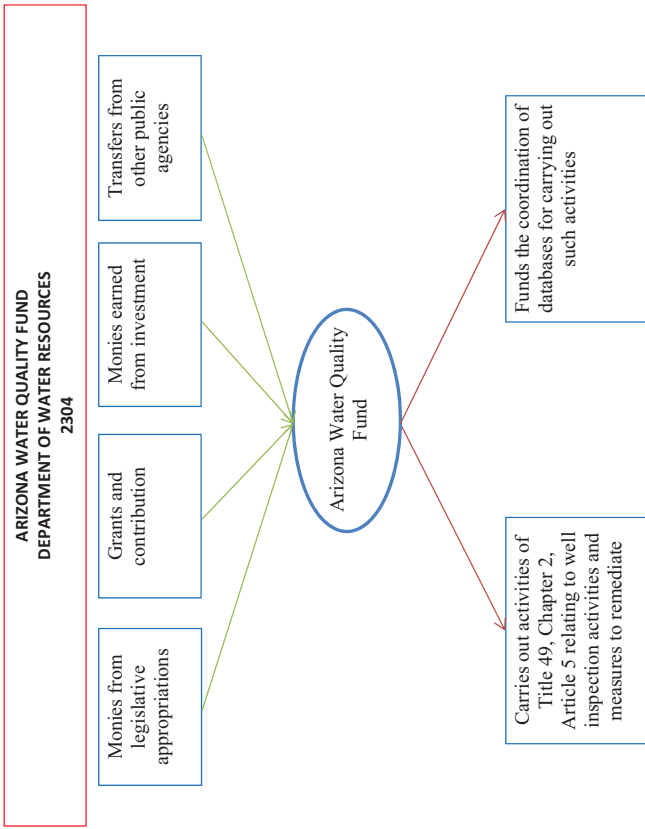 ARIZONA WATER QUALITY FUND
DEPARTMENT OF WATER RESOURCES
2304
Monies from
legislative
appropriations
Grants and
contribution
Monies earned
from investment
Transfers from
other public
agencies
Arizona Water Quality
Fund
Carries out activities of
Title 49, Chapter 2,
Article 5 relating to well
inspection activities and
measures to remediate
Funds the coordination of
databases for carrying out
such activities